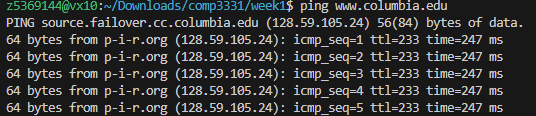 z5369144@vx10:~/Downloads/comp3331/week1$ ping www.columbia.edu
PING source.failover.cc.columbia.edu (128.59.105.24) 56(84) bytes of data.
64 bytes from p-i-r.org (128.59.105.24): icmp_seq=1 ttl=233 time=247 ms
64 bytes from p-i-r.org (128.59.105.24): icmp_seq=2 ttl=233 time=247 ms
64 bytes from p-i-r.org (128.59.105.24): icmp_seq=3 ttl=233 time=247 ms
64 bytes from p-i-r.org (128.59.105.24): icmp_seq=4 ttl=233 time=247 ms
64 bytes from p-i-r.org (128.59.105.24): icmp_seq=5 ttl=233 time=247 ms